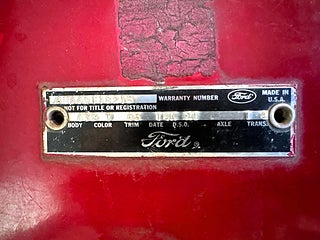 WARRANTY NUMBER Ford MADE IN U.S.A.
NOT FOR TITLE OR REGISTRATION
BODY COLOR TRIM DATE D.S.O. AXLE TRANS.
Ford